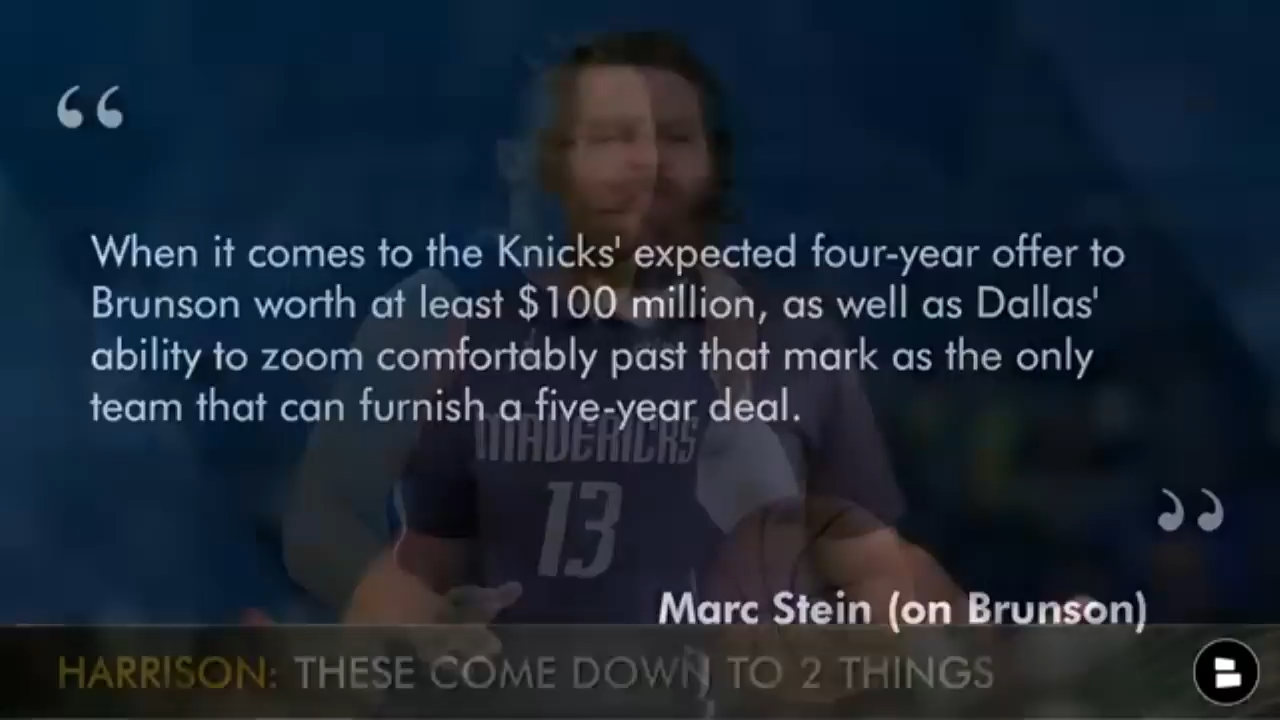 “
When it comes to the Knicks' expected four-year offer to
Brunson worth at least $100 million, as well as Dallas'
ability to zoom comfortably past that mark as the only
team that can furnish a five-year deal.
”
Marc Stein (on Brunson)
MAVERICKS
13
HARRISON: THESE COME DOWN TO 2 THINGS